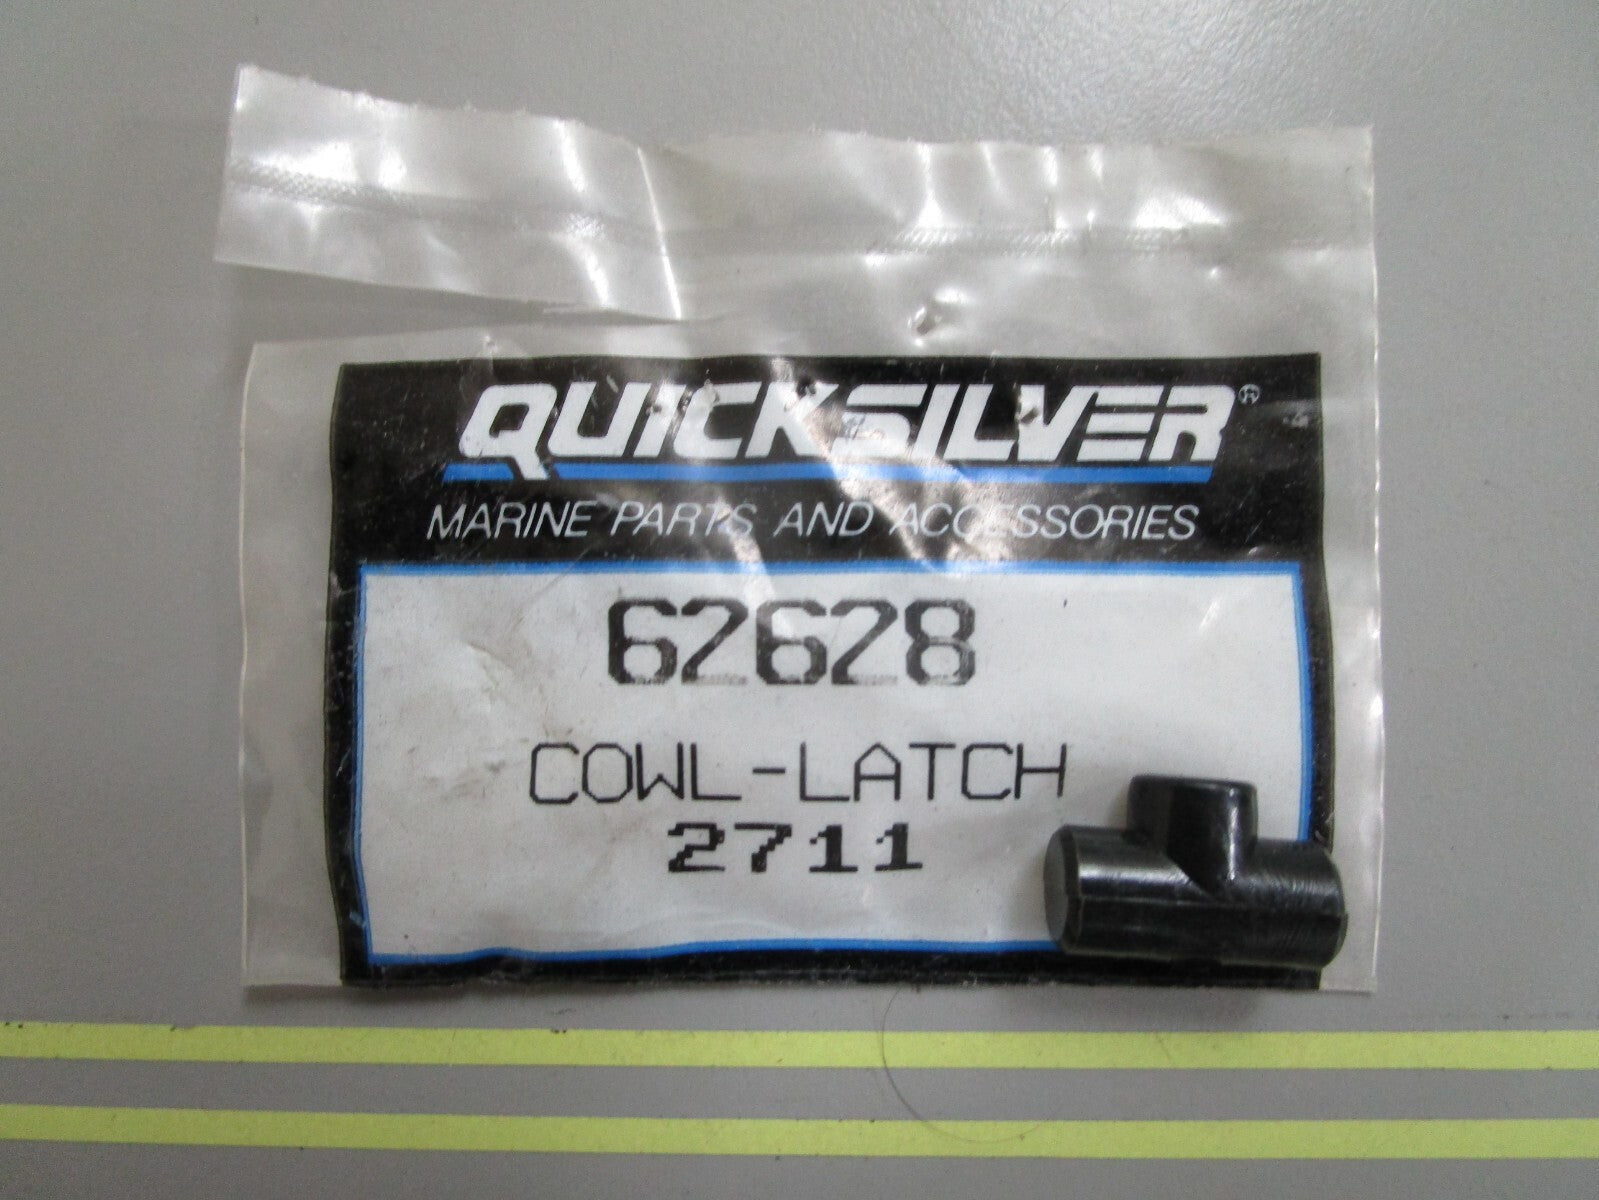 QUICKSILVER®
MARINE PARTS AND ACCESSORIES
62628
COWL-LATCH
2711